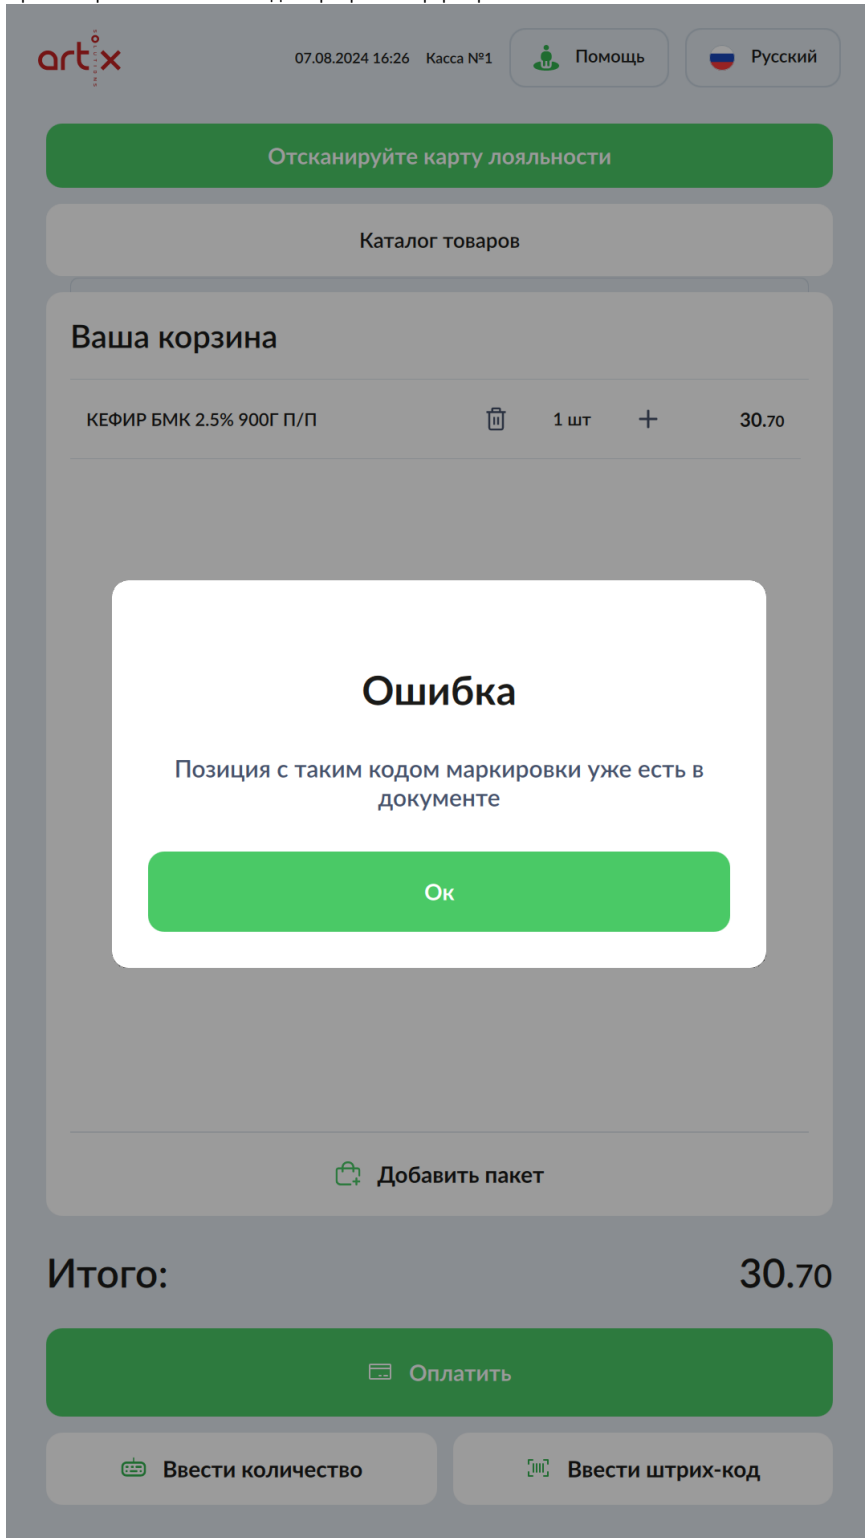 artix
07.08.2024 16:26 Касса №1 Помощь Русский
Отсканируйте карту лояльности
Каталог товаров
Ваша корзина
КЕФИР БМК 2.5% 900Г П/П 1 шт + 30.70
Ошибка
Позиция с таким кодом маркировки уже есть в
документе
Ок
Добавить пакет
Итого: 30.70
Оплатить
Ввести количество Ввести штрих-код